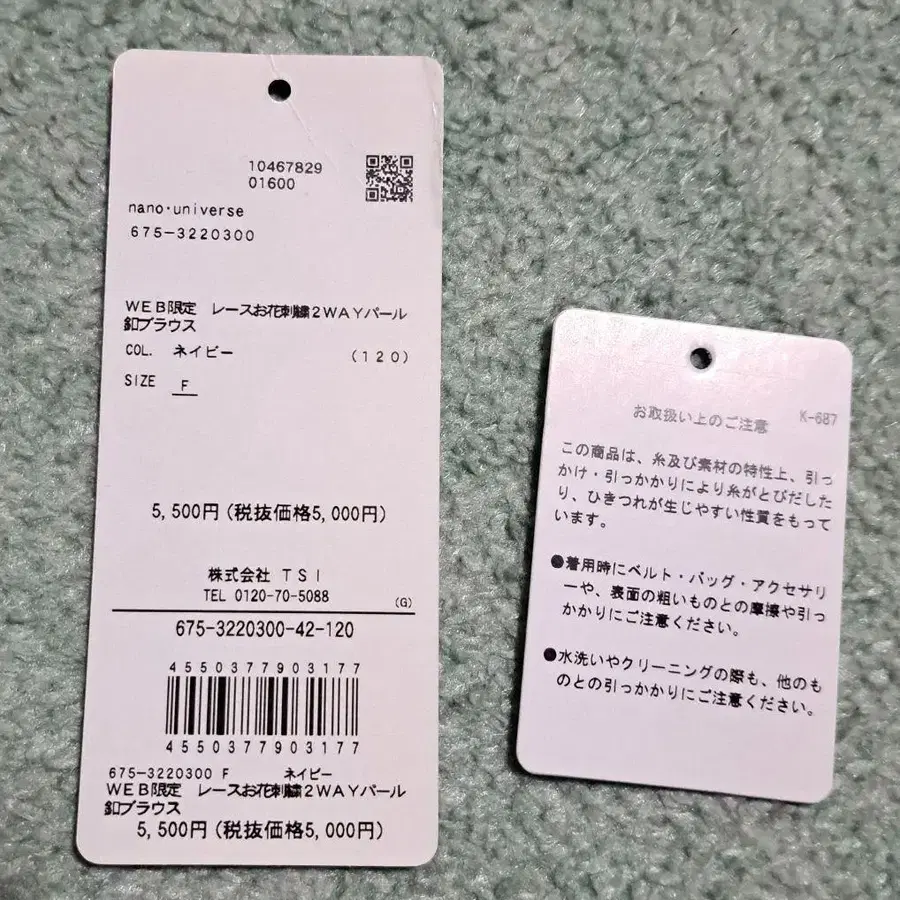 10467829
01600
nano・universe
675-3220300
WEB限定 レースお花刺繍2WAYパール
釦ブラウス
COL. ネイビー (120)
SIZE F
5,500円(税抜価格5,000円)
株式会社 TSI
TEL 0120-70-5088
(G)
675-3220300-42-120
4550377903177
4550377903177
675-3220300 F ネイビー
WEB限定 レースお花刺繍2WAYパール
釦ブラウス
5,500円(税抜価格5,000円)
お取扱い上のご注意 K-687
この商品は、糸及び素材の特性上、引っ
かけ・引っかかりにより糸がとびだした
り、ひきつれが生じやすい性質をもって
います。
●着用時にベルト・バッグ・アクセサリ
ーや、表面の粗いものとの摩擦や引っ
かかりにご注意ください。
●水洗いやクリーニングの際も、他のも
のとの引っかかりにご注意ください。